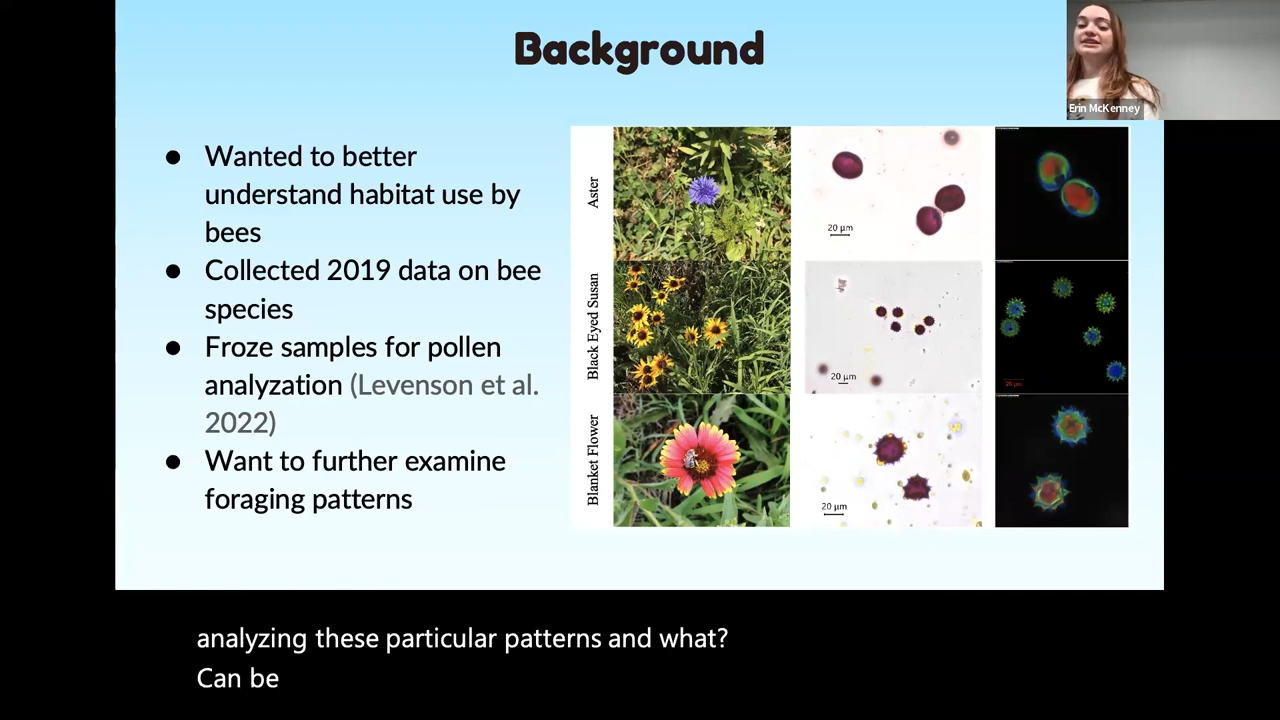 Background
Erin McKenney
● Wanted to better
understand habitat use by
bees
● Collected 2019 data on bee
species
● Froze samples for pollen
analyzation (Levenson et al.
2022)
● Want to further examine
foraging patterns
Aster
20 µm
Black Eyed Susan
20 µm
20 µm
Blanket Flower
20 µm
analyzing these particular patterns and what?
Can be